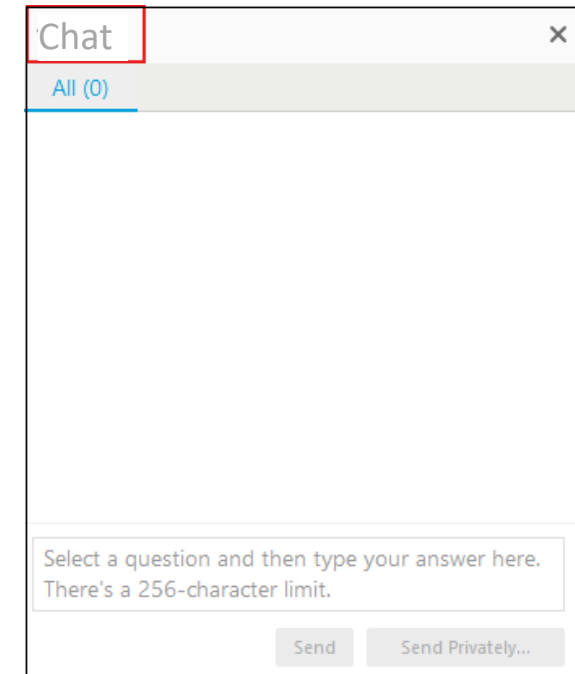 Chat
All (0)
Select a question and then type your answer here.
There's a 256-character limit.
Send Send Privately...